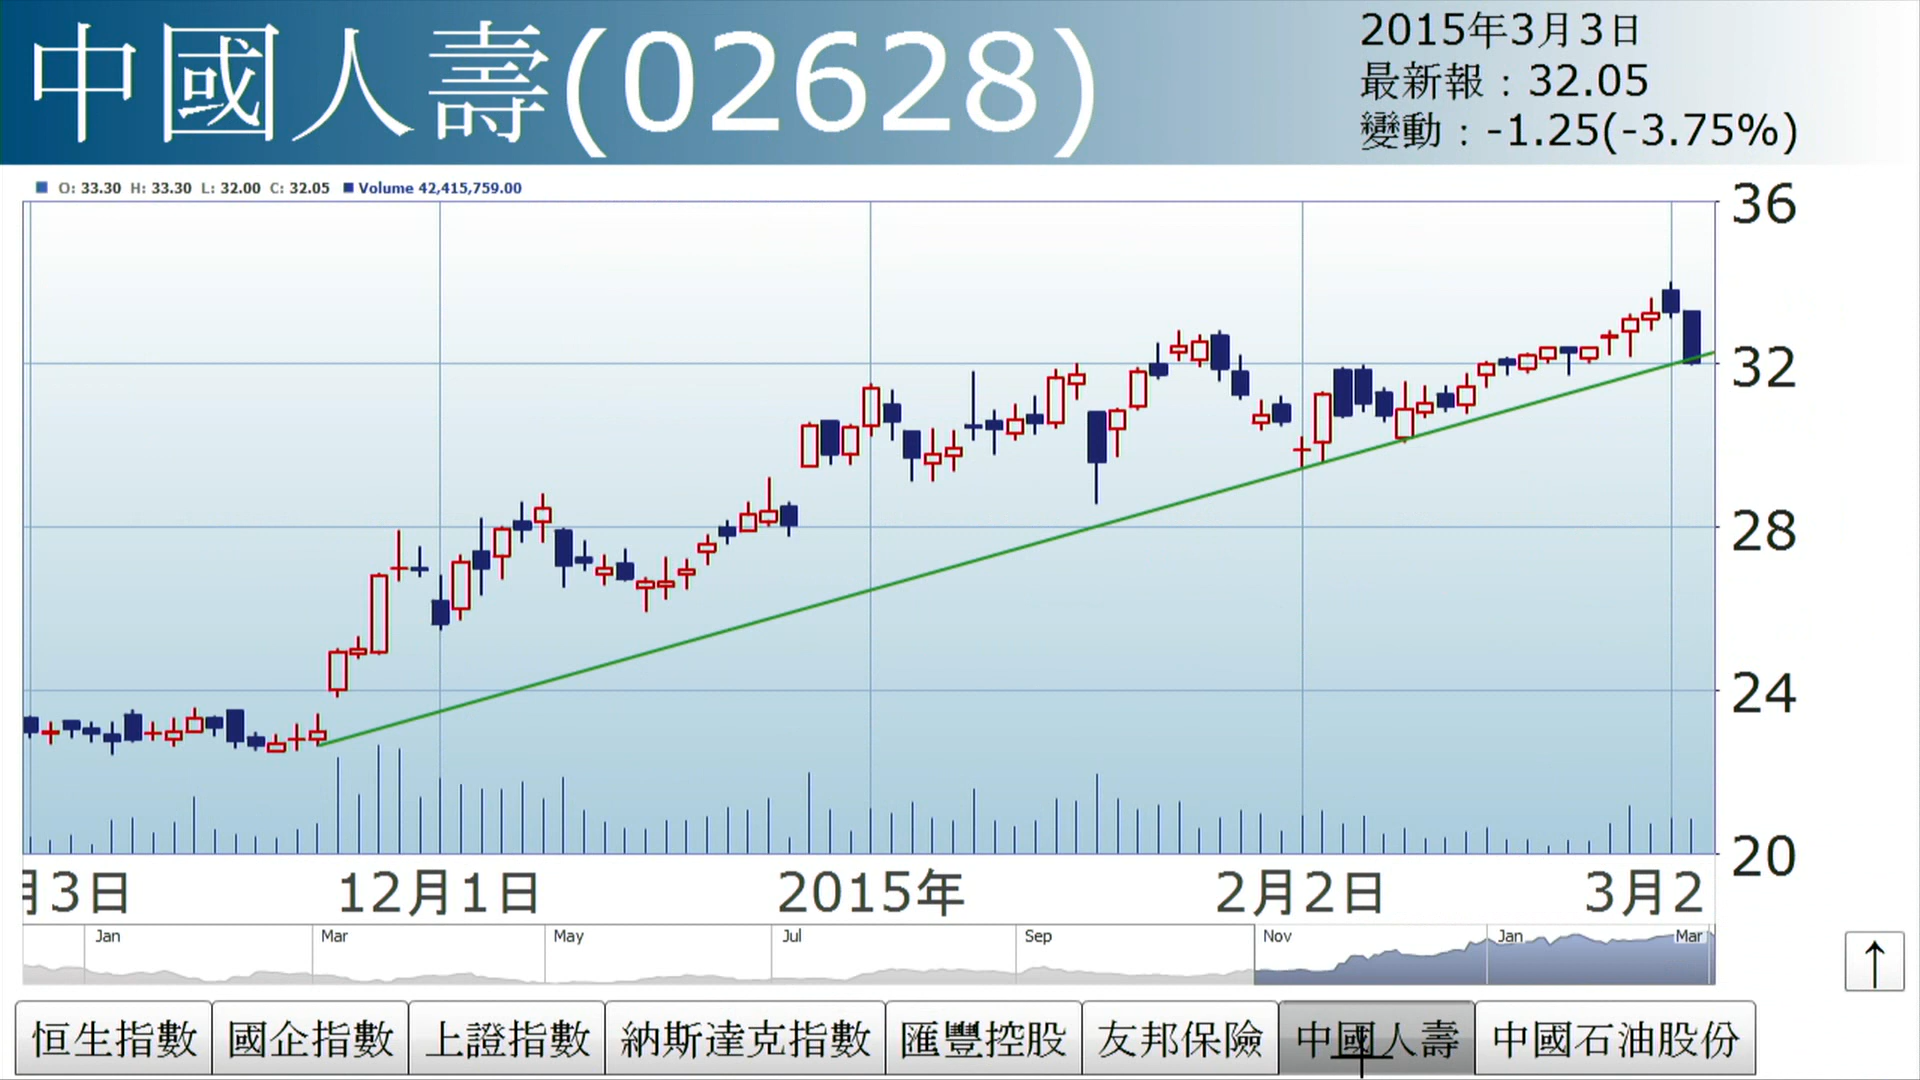 中國人壽(02628)
2015年3月3日
最新報：32.05
變動：-1.25(-3.75%)
O: 33.30 H: 33.30 L: 32.00 C: 32.05 Volume 42,415,759.00
36
32
28
24
20
月3日 12月1日 2015年 2月2日 3月2
Jan Mar May Jul Sep Nov Jan Mar
↑
恒生指數 國企指數 上證指數 納斯達克指數 匯豐控股 友邦保險 中國人壽 中國石油股份